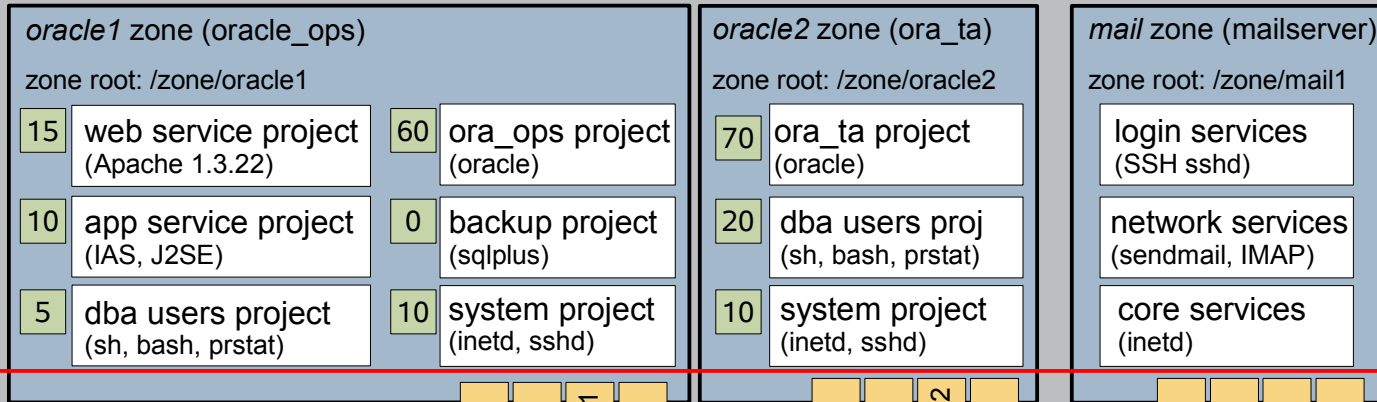 oracle1 zone (oracle_ops)
zone root: /zone/oracle1
15
web service project
(Apache 1.3.22)
60
ora_ops project
(oracle)
10
app service project
(IAS, J2SE)
0
backup project
(sqlplus)
5
dba users project
(sh, bash, prstat)
10
system project
(inetd, sshd)
1
oracle2 zone (ora_ta)
zone root: /zone/oracle2
70
ora_ta project
(oracle)
20
dba users proj
(sh, bash, prstat)
10
system project
(inetd, sshd)
2
mail zone (mailserver)
zone root: /zone/mail1
login services
(SSH sshd)
network services
(sendmail, IMAP)
core services
(inetd)